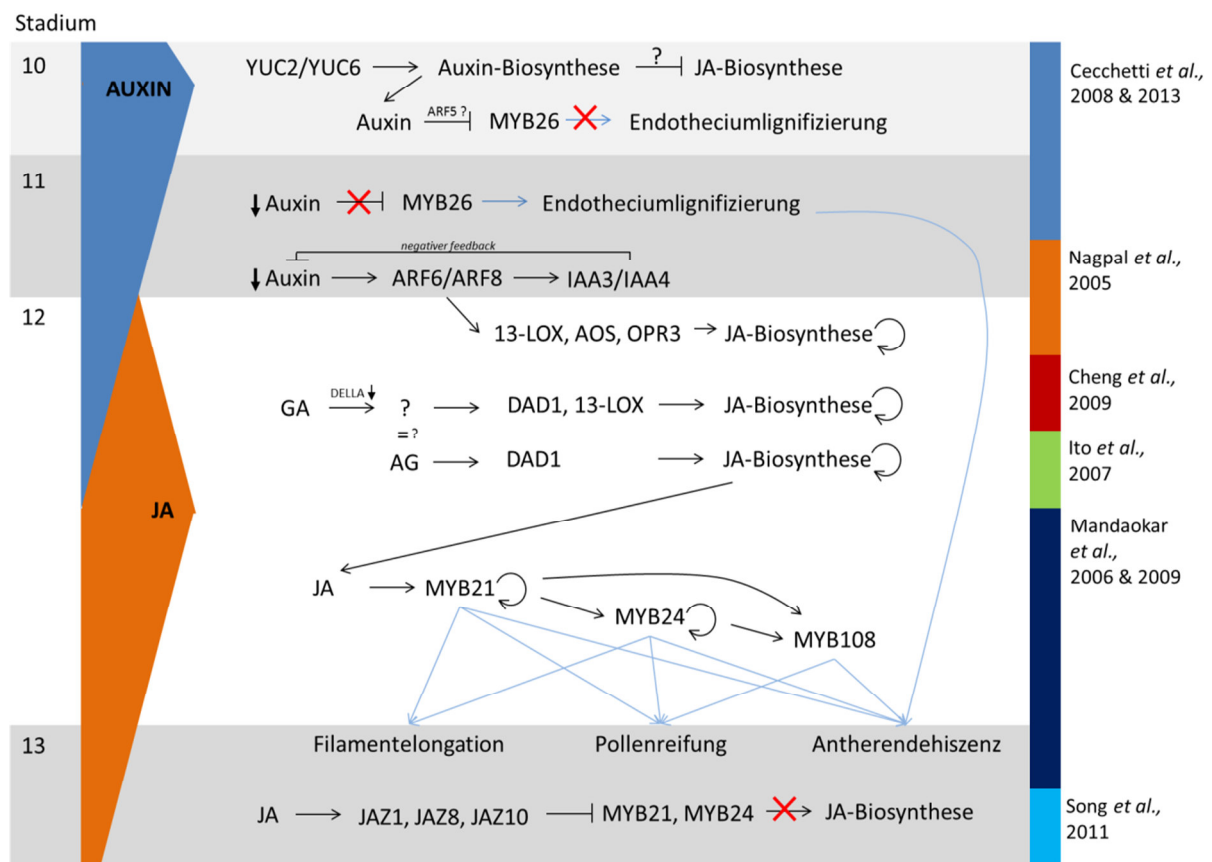 Stadium
10
AUXIN
YUC2/YUC6 Auxin-Biosynthese ? JA-Biosynthese
Auxin ARF5 ? MYB26 Endotheciumlignifizierung
Cecchetti et al.,
2008 & 2013
11
Auxin MYB26 Endotheciumlignifizierung
negativer feedback
Auxin ARF6/ARF8 IAA3/IAA4
Nagpal et al.,
2005
12
13-LOX, AOS, OPR3 JA-Biosynthese
GA DELLA ? DAD1, 13-LOX JA-Biosynthese
Cheng et al.,
2009
= ?
AG DAD1 JA-Biosynthese
Ito et al.,
2007
JA
Mandaokar
et al.,
2006 & 2009
JA MYB21
MYB24
MYB108
13
Filamentelongation Pollenreifung Antherendehiszenz
JA JAZ1, JAZ8, JAZ10 MYB21, MYB24 JA-Biosynthese
Song et al.,
2011